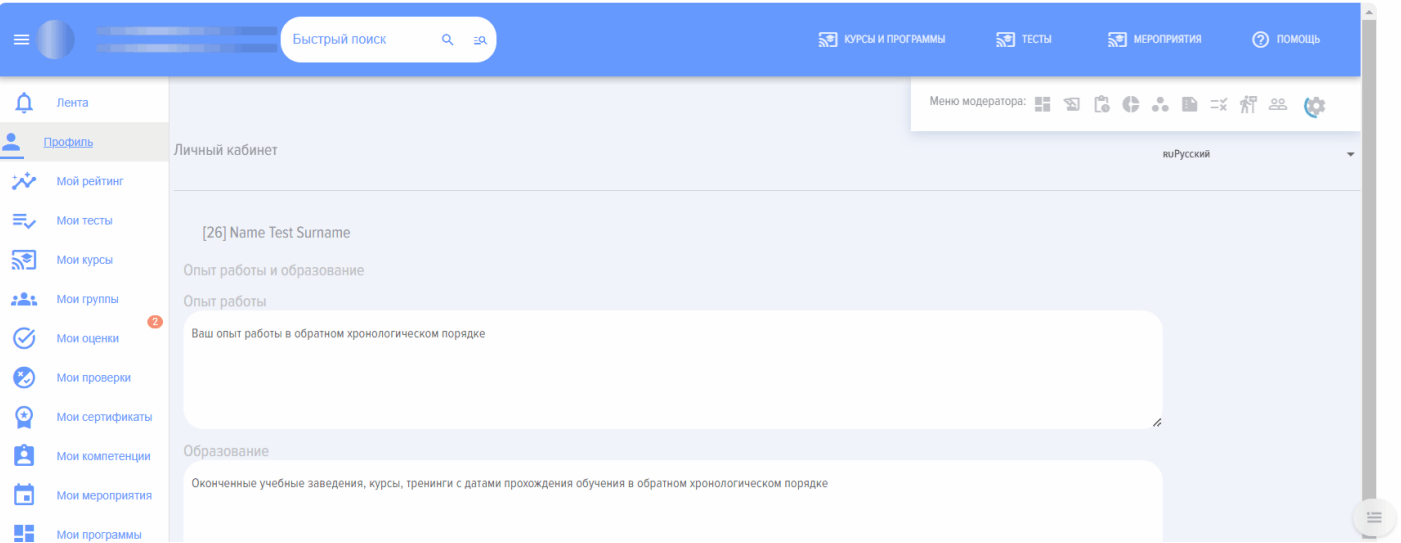 Быстрый поиск
КУРСЫ И ПРОГРАММЫ
ТЕСТЫ
МЕРОПРИЯТИЯ
ПОМОЩЬ
Меню модератора:
Лента
Профиль
Мой рейтинг
Мои тесты
Мои курсы
Мои группы
2
Мои оценки
Мои проверки
Мои сертификаты
Мои компетенции
Мои мероприятия
Мои программы
Личный кабинет
RUРусский
[26] Name Test Surname
Опыт работы и образование
Опыт работы
Ваш опыт работы в обратном хронологическом порядке
Образование
Оконченные учебные заведения, курсы, тренинги с датами прохождения обучения в обратном хронологическом порядке